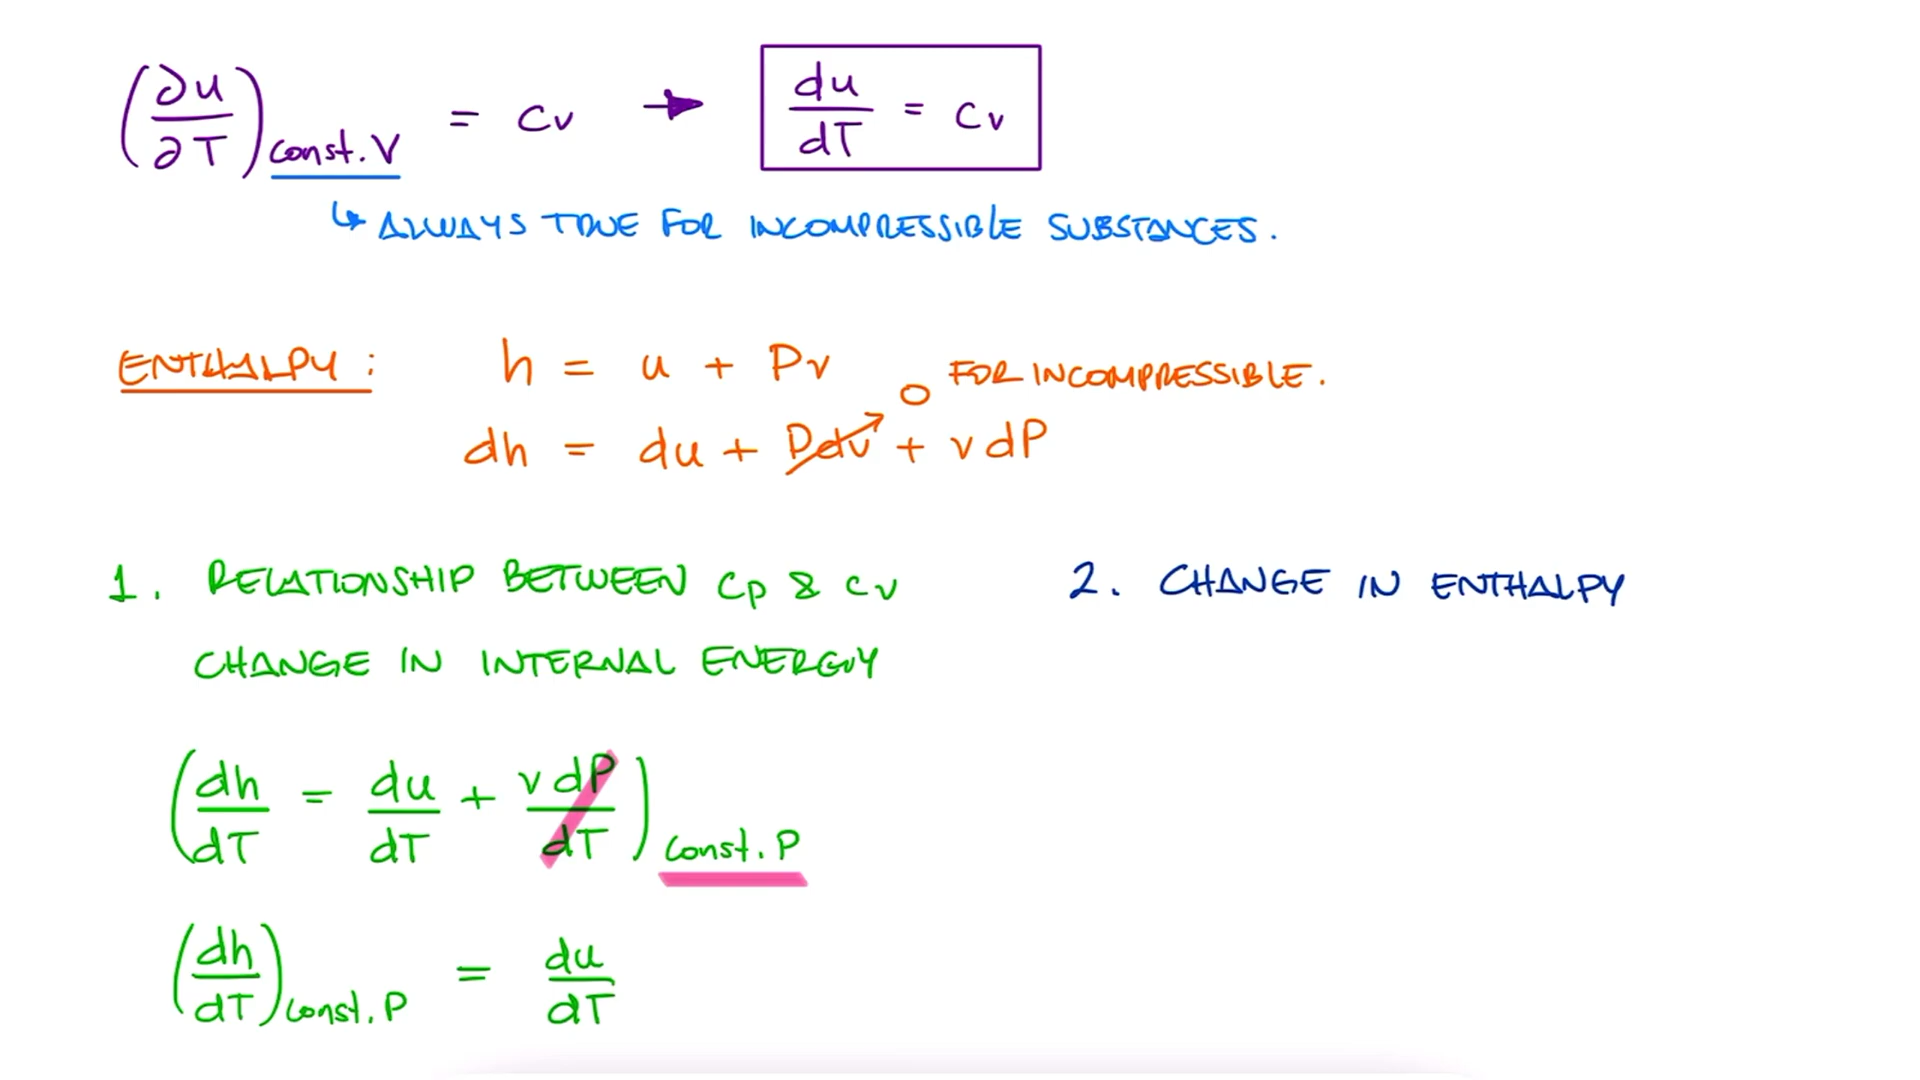 (∂u/∂T)const. V = Cv → du/dT = Cv
↳ ALWAYS TRUE FOR INCOMPRESSIBLE SUBSTANCES.
ENTHALPY: h = u + Pv
0 FOR INCOMPRESSIBLE.
dh = du + Pdv + v dP
1. RELATIONSHIP BETWEEN Cp & Cv
CHANGE IN INTERNAL ENERGY
2. CHANGE IN ENTHALPY
(dh/dT = du/dT + v dP/dT)const. P
(dh/dT)const. P = du/dT